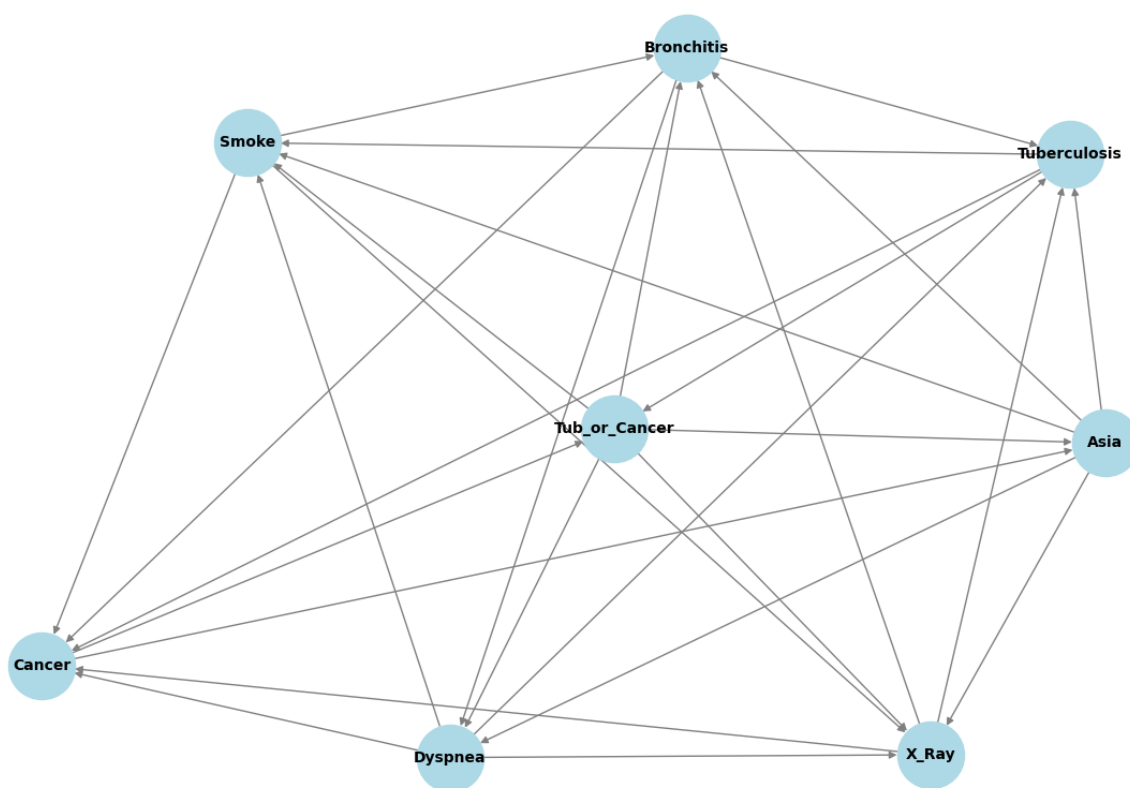 Bronchitis
Smoke
Tuberculosis
Tub_or_Cancer
Asia
Cancer
Dyspnea
X_Ray